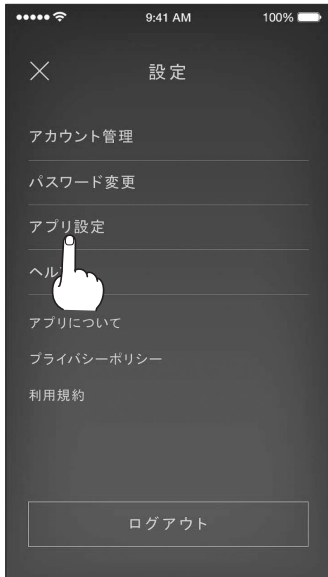 9:41 AM 100%
設定
アカウント管理
パスワード変更
アプリ設定
ヘル
アプリについて
プライバシーポリシー
利用規約
ログアウト